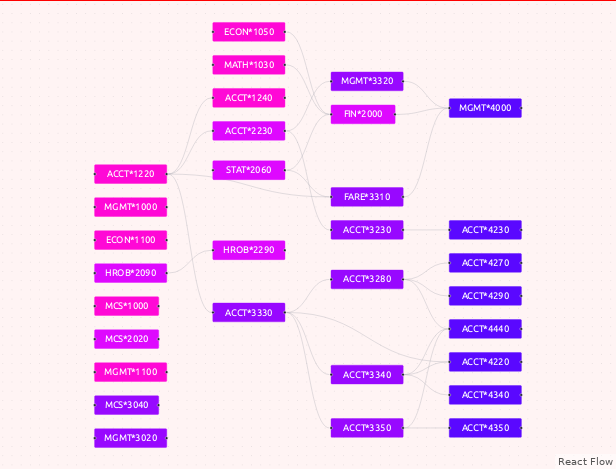 ECON*1050
MATH*1030
ACCT*1240
ACCT*2230
STAT*2060
ACCT*1220
MGMT*1000
ECON*1100
HROB*2090
MCS*1000
MCS*2020
MGMT*1100
MCS*3040
MGMT*3020
HROB*2290
ACCT*3330
MGMT*3320
FIN*2000
FARE*3310
ACCT*3230
ACCT*3280
ACCT*3340
ACCT*3350
MGMT*4000
ACCT*4230
ACCT*4270
ACCT*4290
ACCT*4440
ACCT*4220
ACCT*4340
ACCT*4350
React Flow